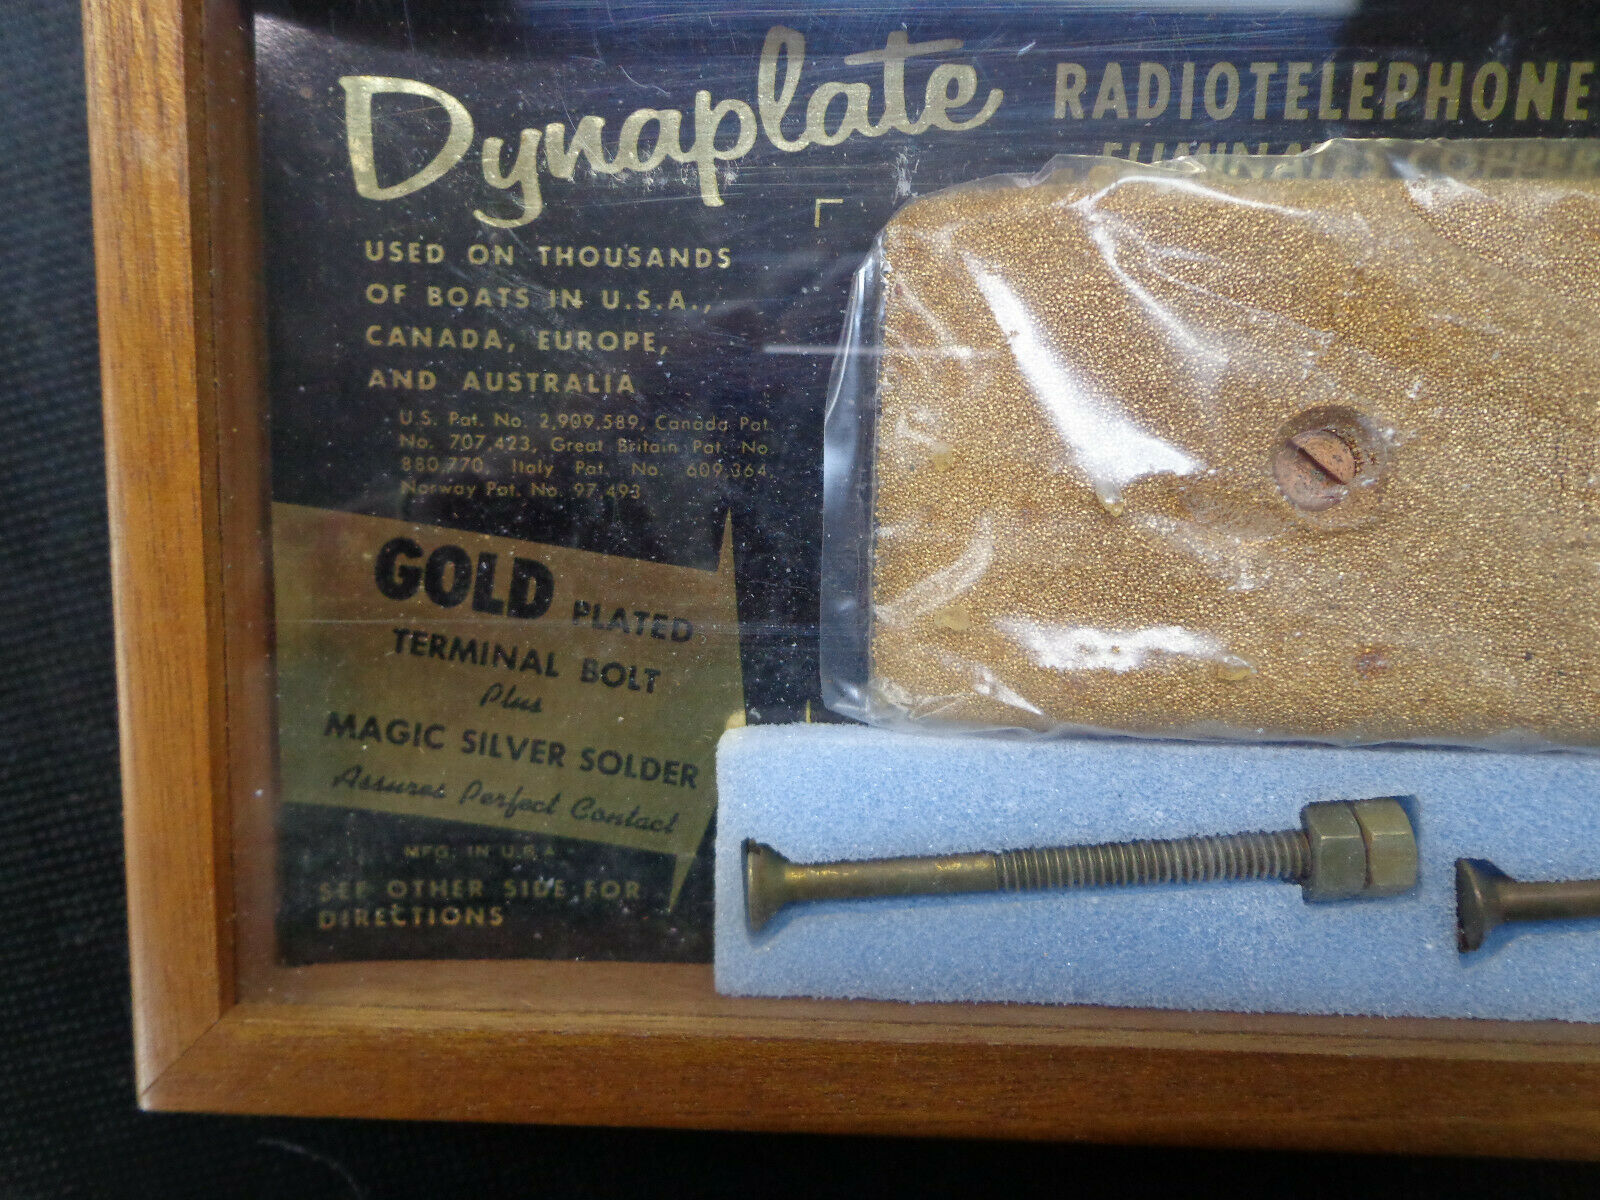 Dynaplate RADIOTELEPHONE
ELIMINATES COPPER
USED ON THOUSANDS
OF BOATS IN U.S.A.,
CANADA, EUROPE,
AND AUSTRALIA
U.S. Pat. No. 2,909,589, Canada Pat.
No. 707,423, Great Britain Pat. No.
880,770, Italy Pat. No. 609,364
Norway Pat. No. 97,493
GOLD PLATED
TERMINAL BOLT
Plus
MAGIC SILVER SOLDER
Assures Perfect Contact
MFG. IN U.S.A.
SEE OTHER SIDE FOR
DIRECTIONS